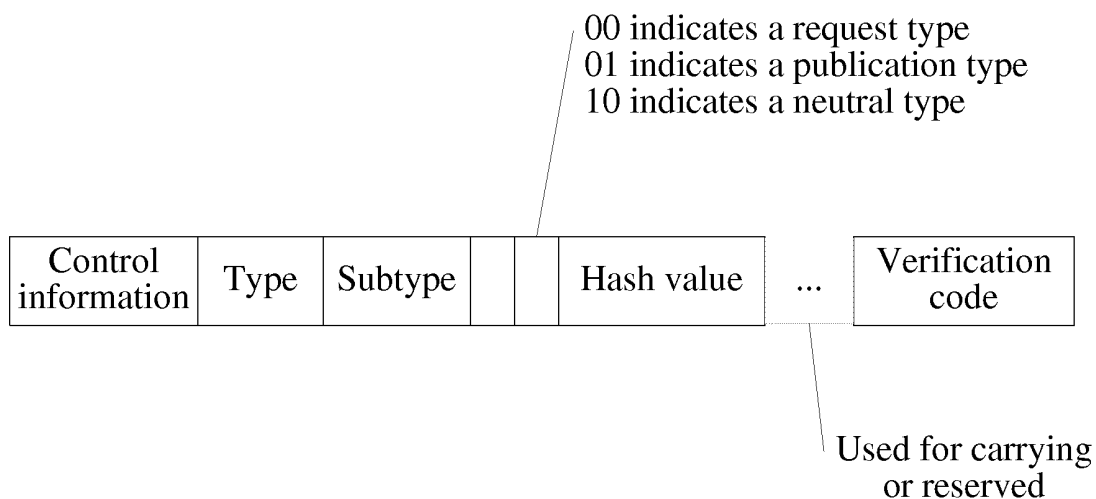 00 indicates a request type
01 indicates a publication type
10 indicates a neutral type
Control
information
Type
Subtype
Hash value
...
Verification
code
Used for carrying
or reserved